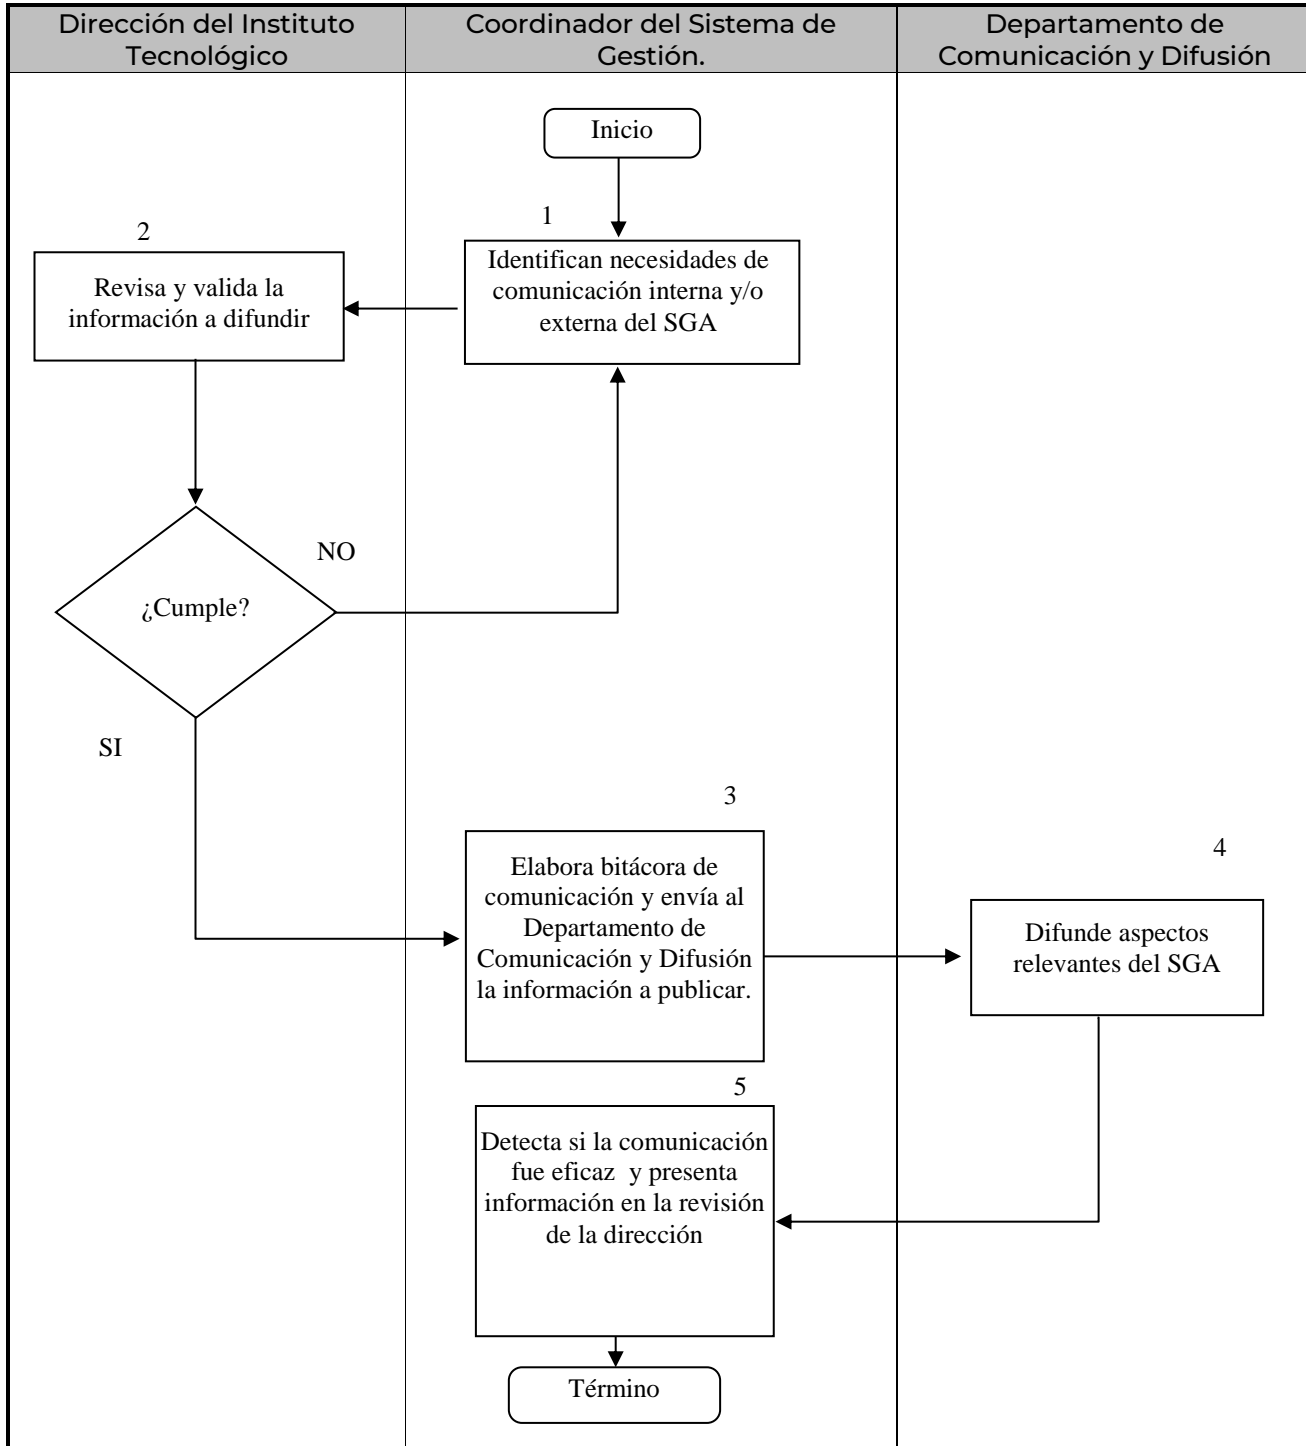 Dirección del Instituto
Tecnológico
Coordinador del Sistema de
Gestión.
Departamento de
Comunicación y Difusión
Inicio
1
Identifican necesidades de
comunicación interna y/o
externa del SGA
2
Revisa y valida la
información a difundir
¿Cumple?
NO
SI
3
Elabora bitácora de
comunicación y envía al
Departamento de
Comunicación y Difusión
la información a publicar.
4
Difunde aspectos
relevantes del SGA
5
Detecta si la comunicación
fue eficaz y presenta
información en la revisión
de la dirección
Término